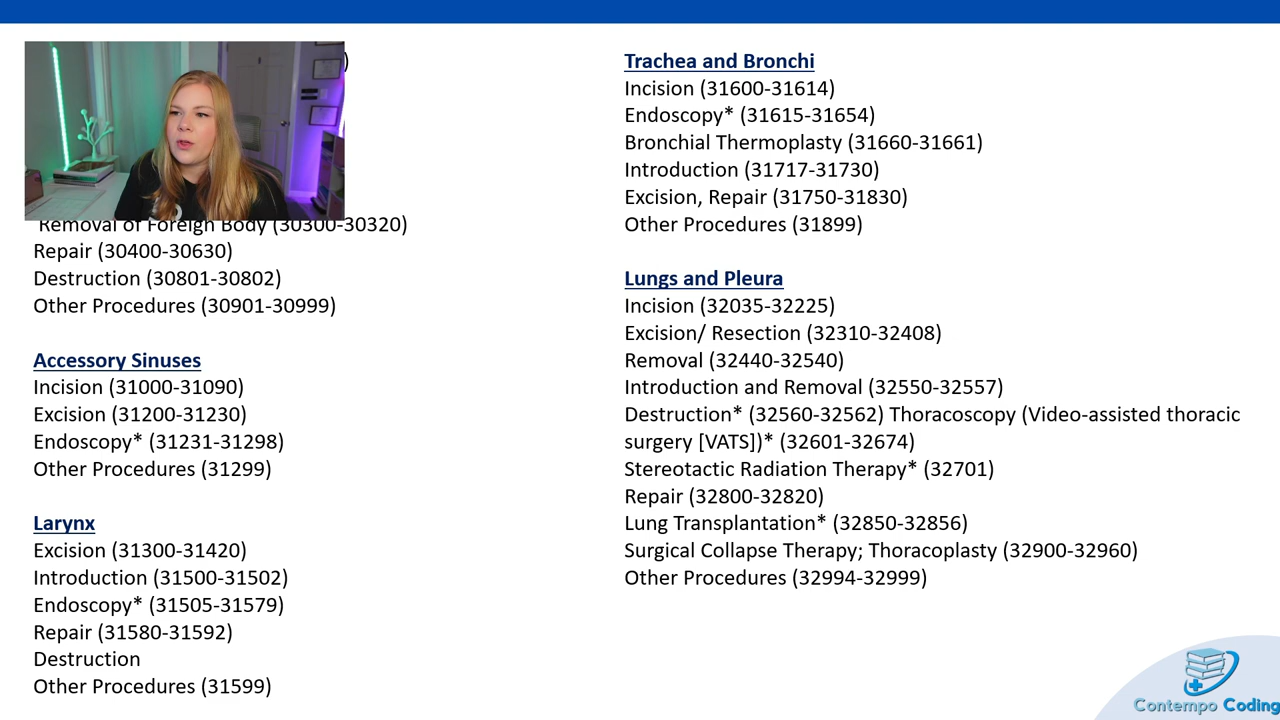 )
Removal of Foreign Body (30300-30320)
Repair (30400-30630)
Destruction (30801-30802)
Other Procedures (30901-30999)
Accessory Sinuses
Incision (31000-31090)
Excision (31200-31230)
Endoscopy* (31231-31298)
Other Procedures (31299)
Larynx
Excision (31300-31420)
Introduction (31500-31502)
Endoscopy* (31505-31579)
Repair (31580-31592)
Destruction
Other Procedures (31599)
Trachea and Bronchi
Incision (31600-31614)
Endoscopy* (31615-31654)
Bronchial Thermoplasty (31660-31661)
Introduction (31717-31730)
Excision, Repair (31750-31830)
Other Procedures (31899)
Lungs and Pleura
Incision (32035-32225)
Excision/ Resection (32310-32408)
Removal (32440-32540)
Introduction and Removal (32550-32557)
Destruction* (32560-32562) Thoracoscopy (Video-assisted thoracic
surgery [VATS])* (32601-32674)
Stereotactic Radiation Therapy* (32701)
Repair (32800-32820)
Lung Transplantation* (32850-32856)
Surgical Collapse Therapy; Thoracoplasty (32900-32960)
Other Procedures (32994-32999)
Contempo Coding